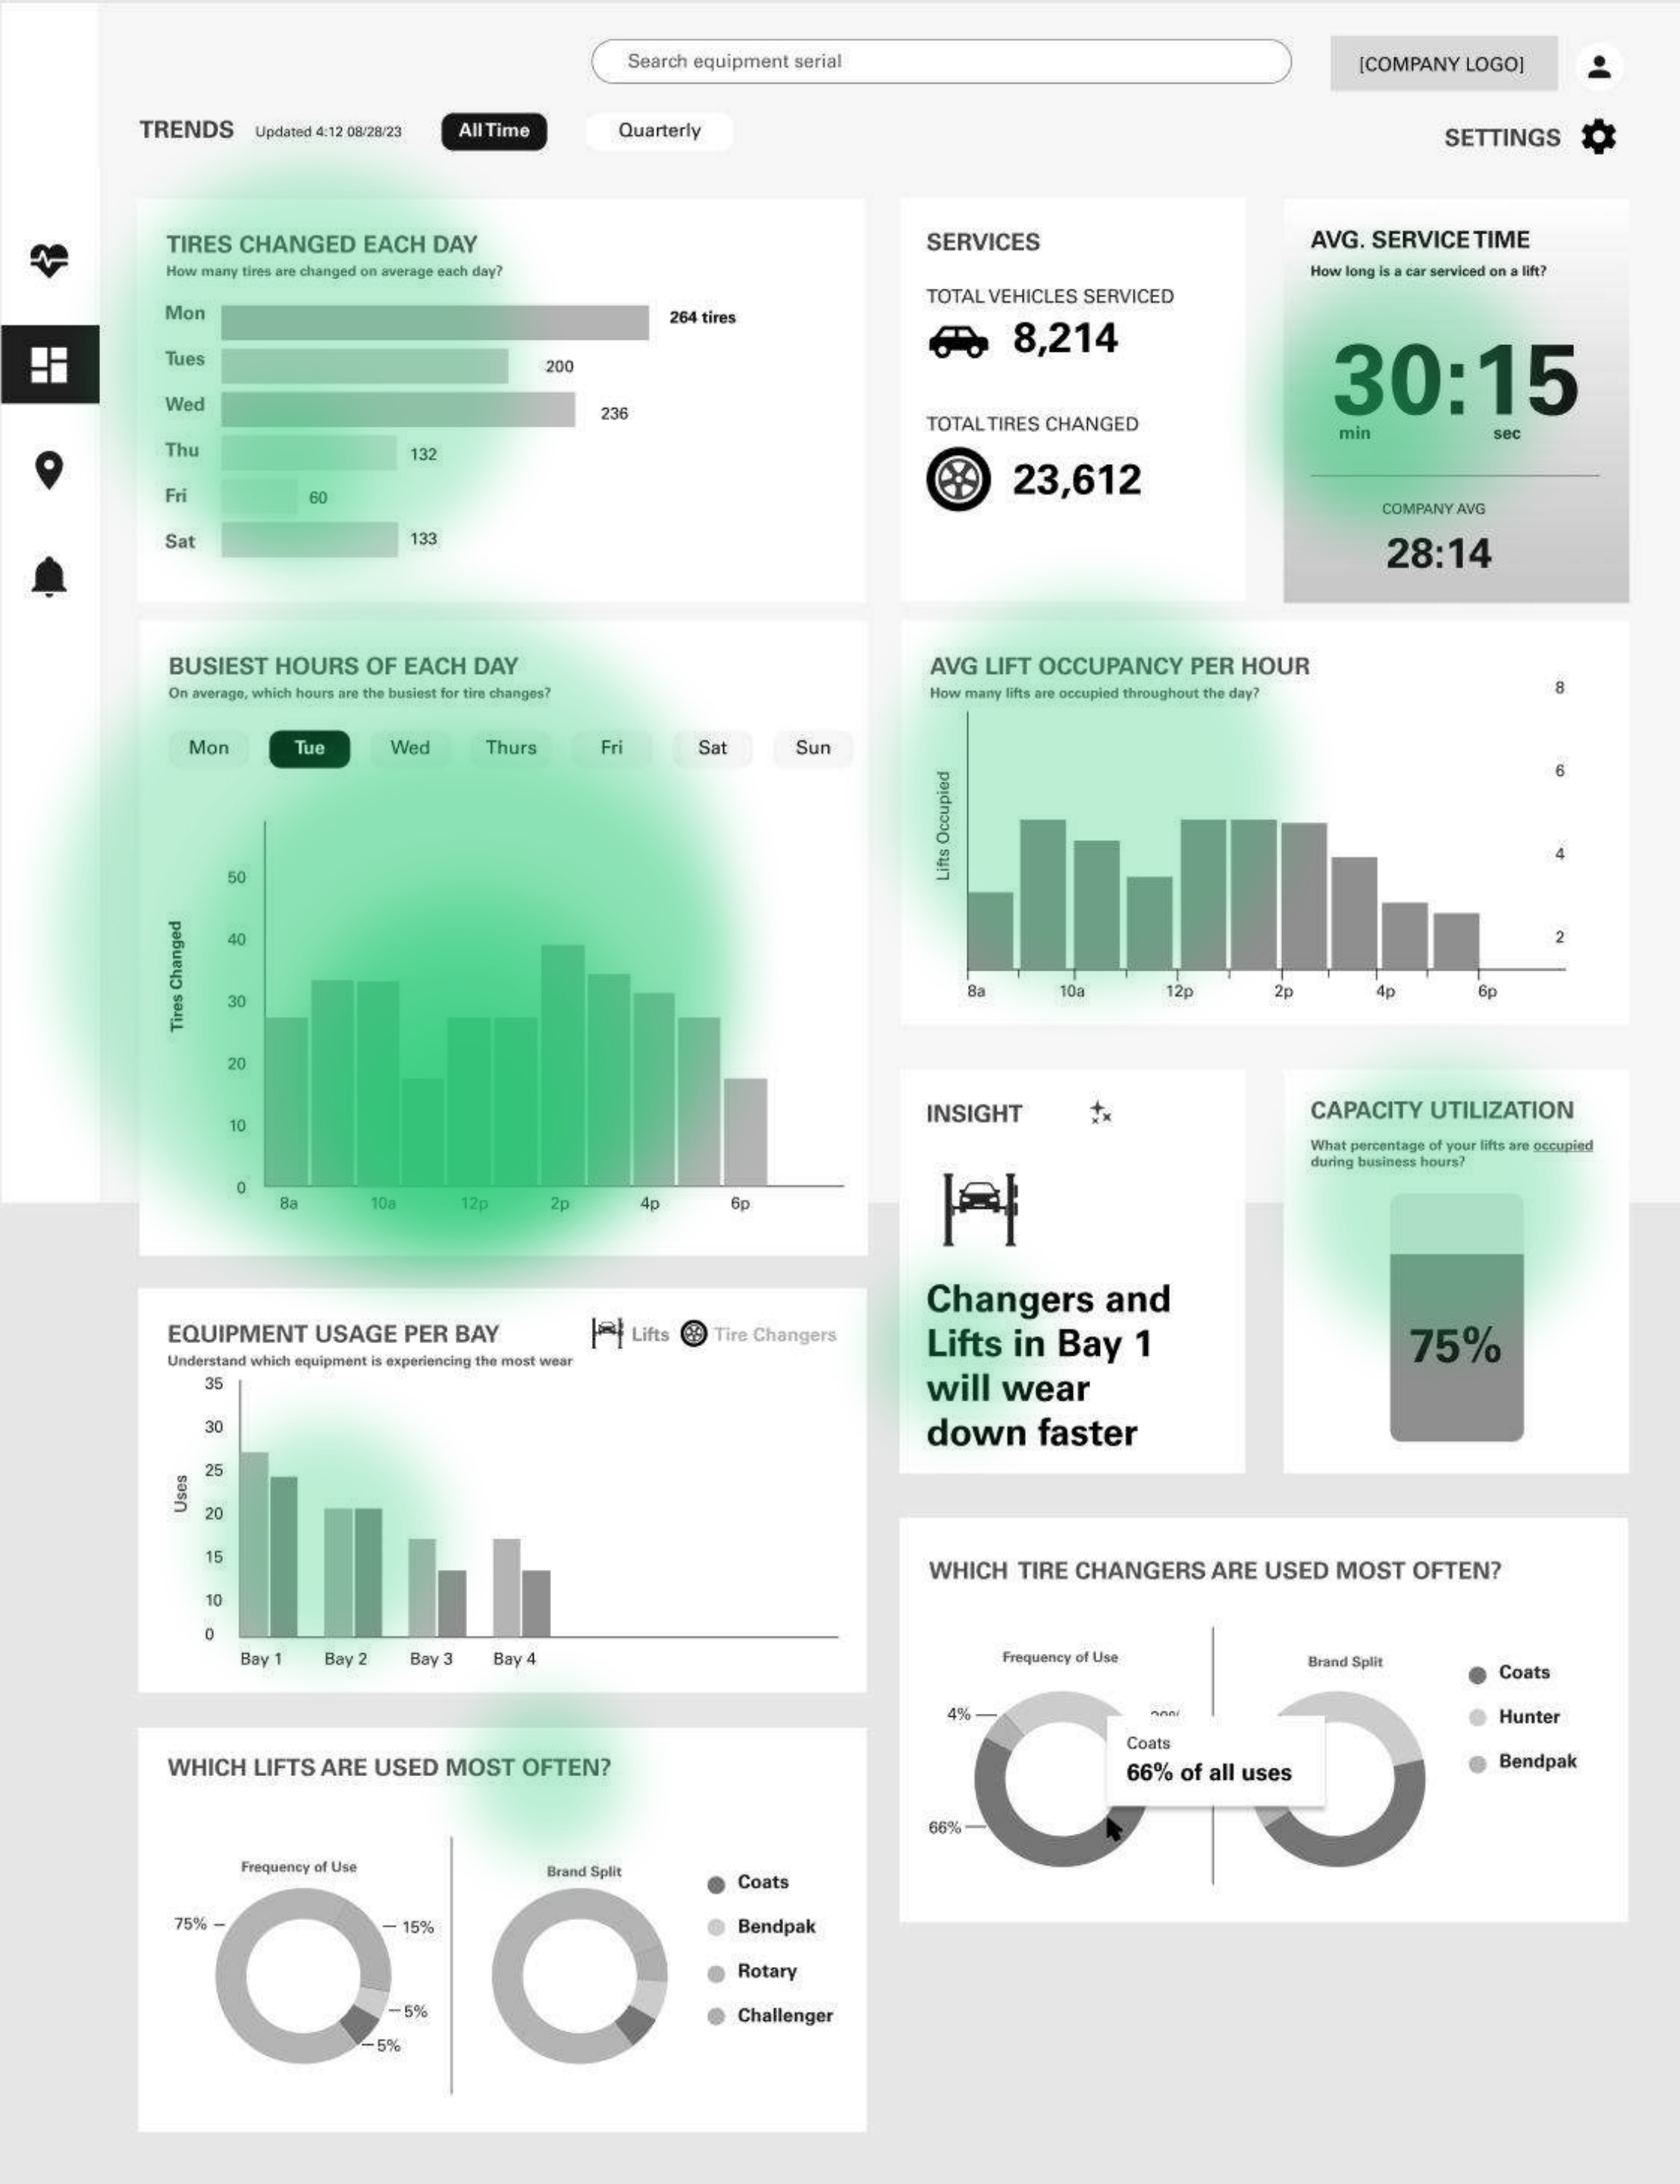 Search equipment serial
[COMPANY LOGO]
TRENDS
Updated 4:12 08/28/23
All Time
Quarterly
SETTINGS
TIRES CHANGED EACH DAY
How many tires are changed on average each day?
Mon
264 tires
Tues
200
Wed
236
Thu
132
Fri
60
Sat
133
SERVICES
TOTAL VEHICLES SERVICED
8,214
TOTAL TIRES CHANGED
23,612
AVG. SERVICE TIME
How long is a car serviced on a lift?
30:15
min sec
COMPANY AVG
28:14
BUSIEST HOURS OF EACH DAY
On average, which hours are the busiest for tire changes?
Mon Tue Wed Thurs Fri Sat Sun
Tires Changed
50
40
30
20
10
0
8a 10a 12p 2p 4p 6p
AVG LIFT OCCUPANCY PER HOUR
How many lifts are occupied throughout the day?
Lifts Occupied
8
6
4
2
8a 10a 12p 2p 4p 6p
INSIGHT
Changers and
Lifts in Bay 1
will wear
down faster
CAPACITY UTILIZATION
What percentage of your lifts are occupied
during business hours?
75%
EQUIPMENT USAGE PER BAY
Understand which equipment is experiencing the most wear
Lifts
Tire Changers
Uses
35
30
25
20
15
10
0
Bay 1 Bay 2 Bay 3 Bay 4
WHICH TIRE CHANGERS ARE USED MOST OFTEN?
Frequency of Use
4%
66%
Coats
66% of all uses
Brand Split
Coats
Hunter
Bendpak
WHICH LIFTS ARE USED MOST OFTEN?
Frequency of Use
75%
15%
5%
5%
Brand Split
Coats
Bendpak
Rotary
Challenger